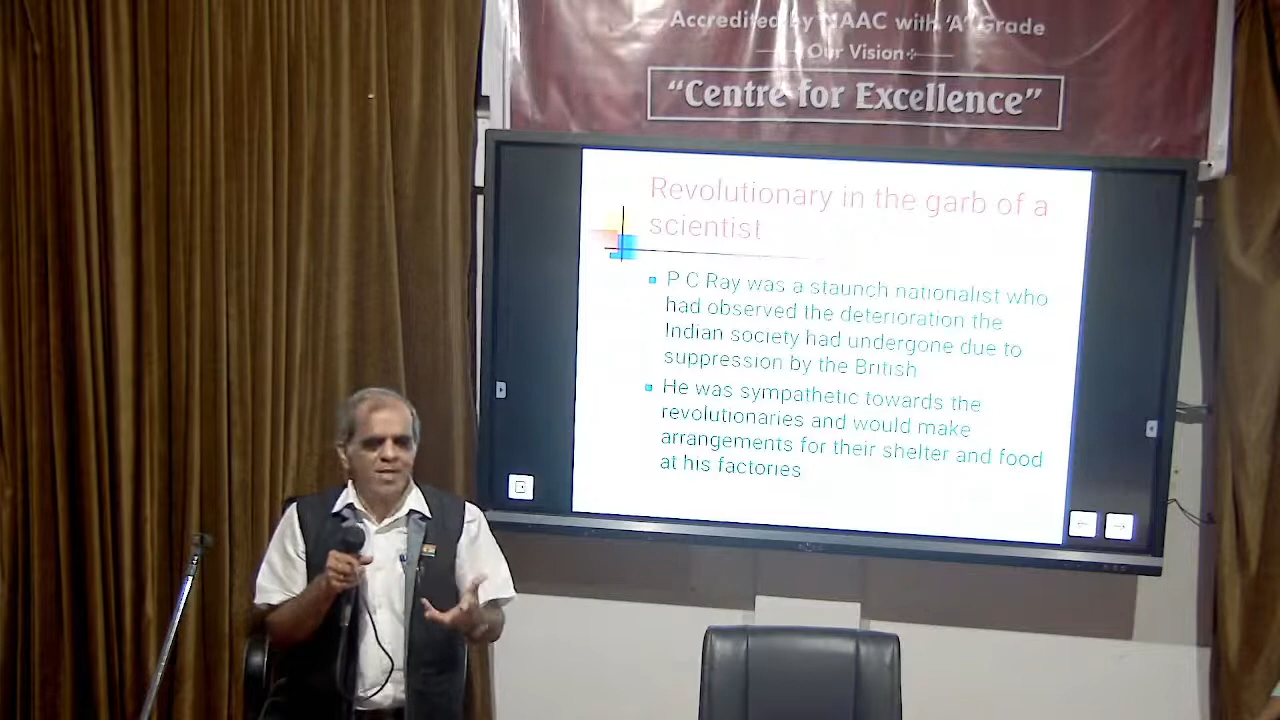 Accredited by NAAC with 'A' Grade
Our Vision
“Centre for Excellence”
Revolutionary in the garb of a
scientist
P C Ray was a staunch nationalist who
had observed the deterioration the
Indian society had undergone due to
suppression by the British
He was sympathetic towards the
revolutionaries and would make
arrangements for their shelter and food
at his factories